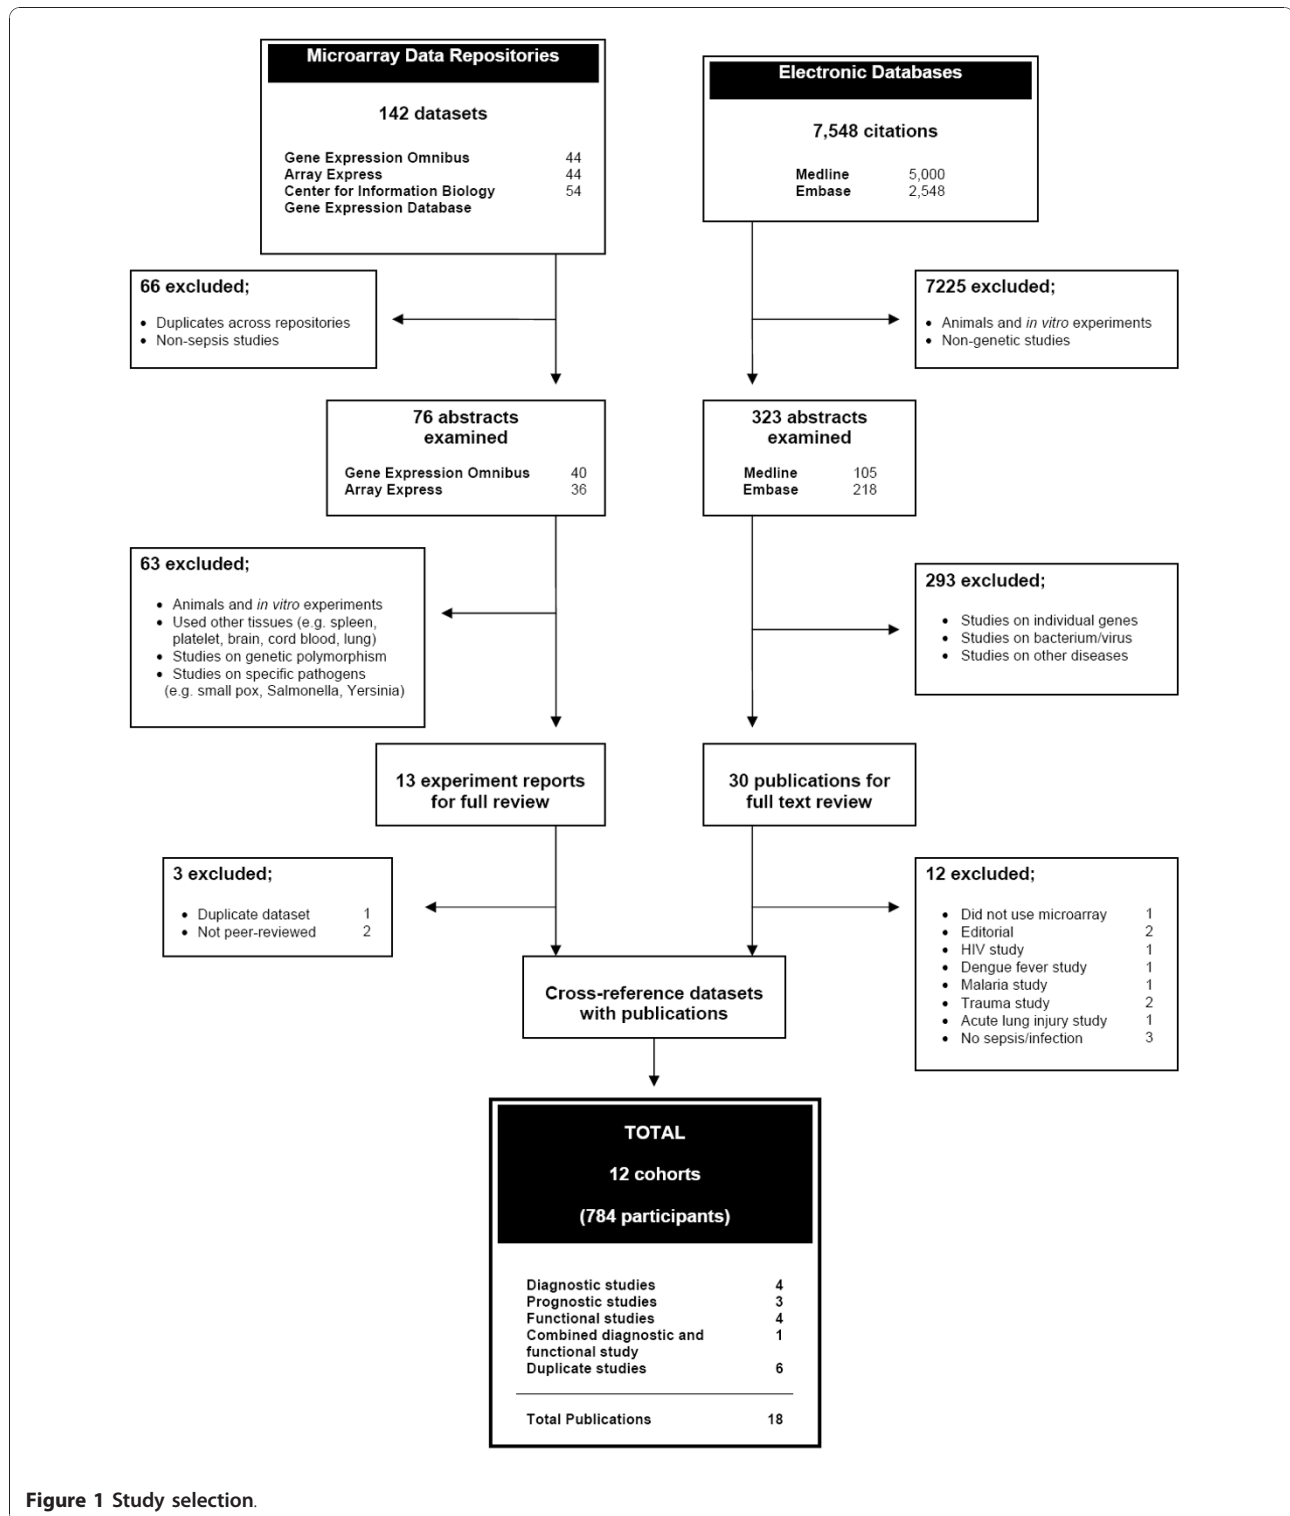 Microarray Data Repositories
142 datasets
Gene Expression Omnibus 44
Array Express 44
Center for Information Biology 54
Gene Expression Database
Electronic Databases
7,548 citations
Medline 5,000
Embase 2,548
66 excluded;
• Duplicates across repositories
• Non-sepsis studies
7225 excluded;
• Animals and in vitro experiments
• Non-genetic studies
76 abstracts
examined
Gene Expression Omnibus 40
Array Express 36
323 abstracts
examined
Medline 105
Embase 218
63 excluded;
• Animals and in vitro experiments
• Used other tissues (e.g. spleen,
platelet, brain, cord blood, lung)
• Studies on genetic polymorphism
• Studies on specific pathogens
(e.g. small pox, Salmonella, Yersinia)
293 excluded;
• Studies on individual genes
• Studies on bacterium/virus
• Studies on other diseases
13 experiment reports
for full review
30 publications for
full text review
3 excluded;
• Duplicate dataset 1
• Not peer-reviewed 2
12 excluded;
• Did not use microarray 1
• Editorial 2
• HIV study 1
• Dengue fever study 1
• Malaria study 1
• Trauma study 2
• Acute lung injury study 1
• No sepsis/infection 3
Cross-reference datasets
with publications
TOTAL
12 cohorts
(784 participants)
Diagnostic studies 4
Prognostic studies 3
Functional studies 4
Combined diagnostic and 1
functional study
Duplicate studies 6
Total Publications 18
Figure 1 Study selection.